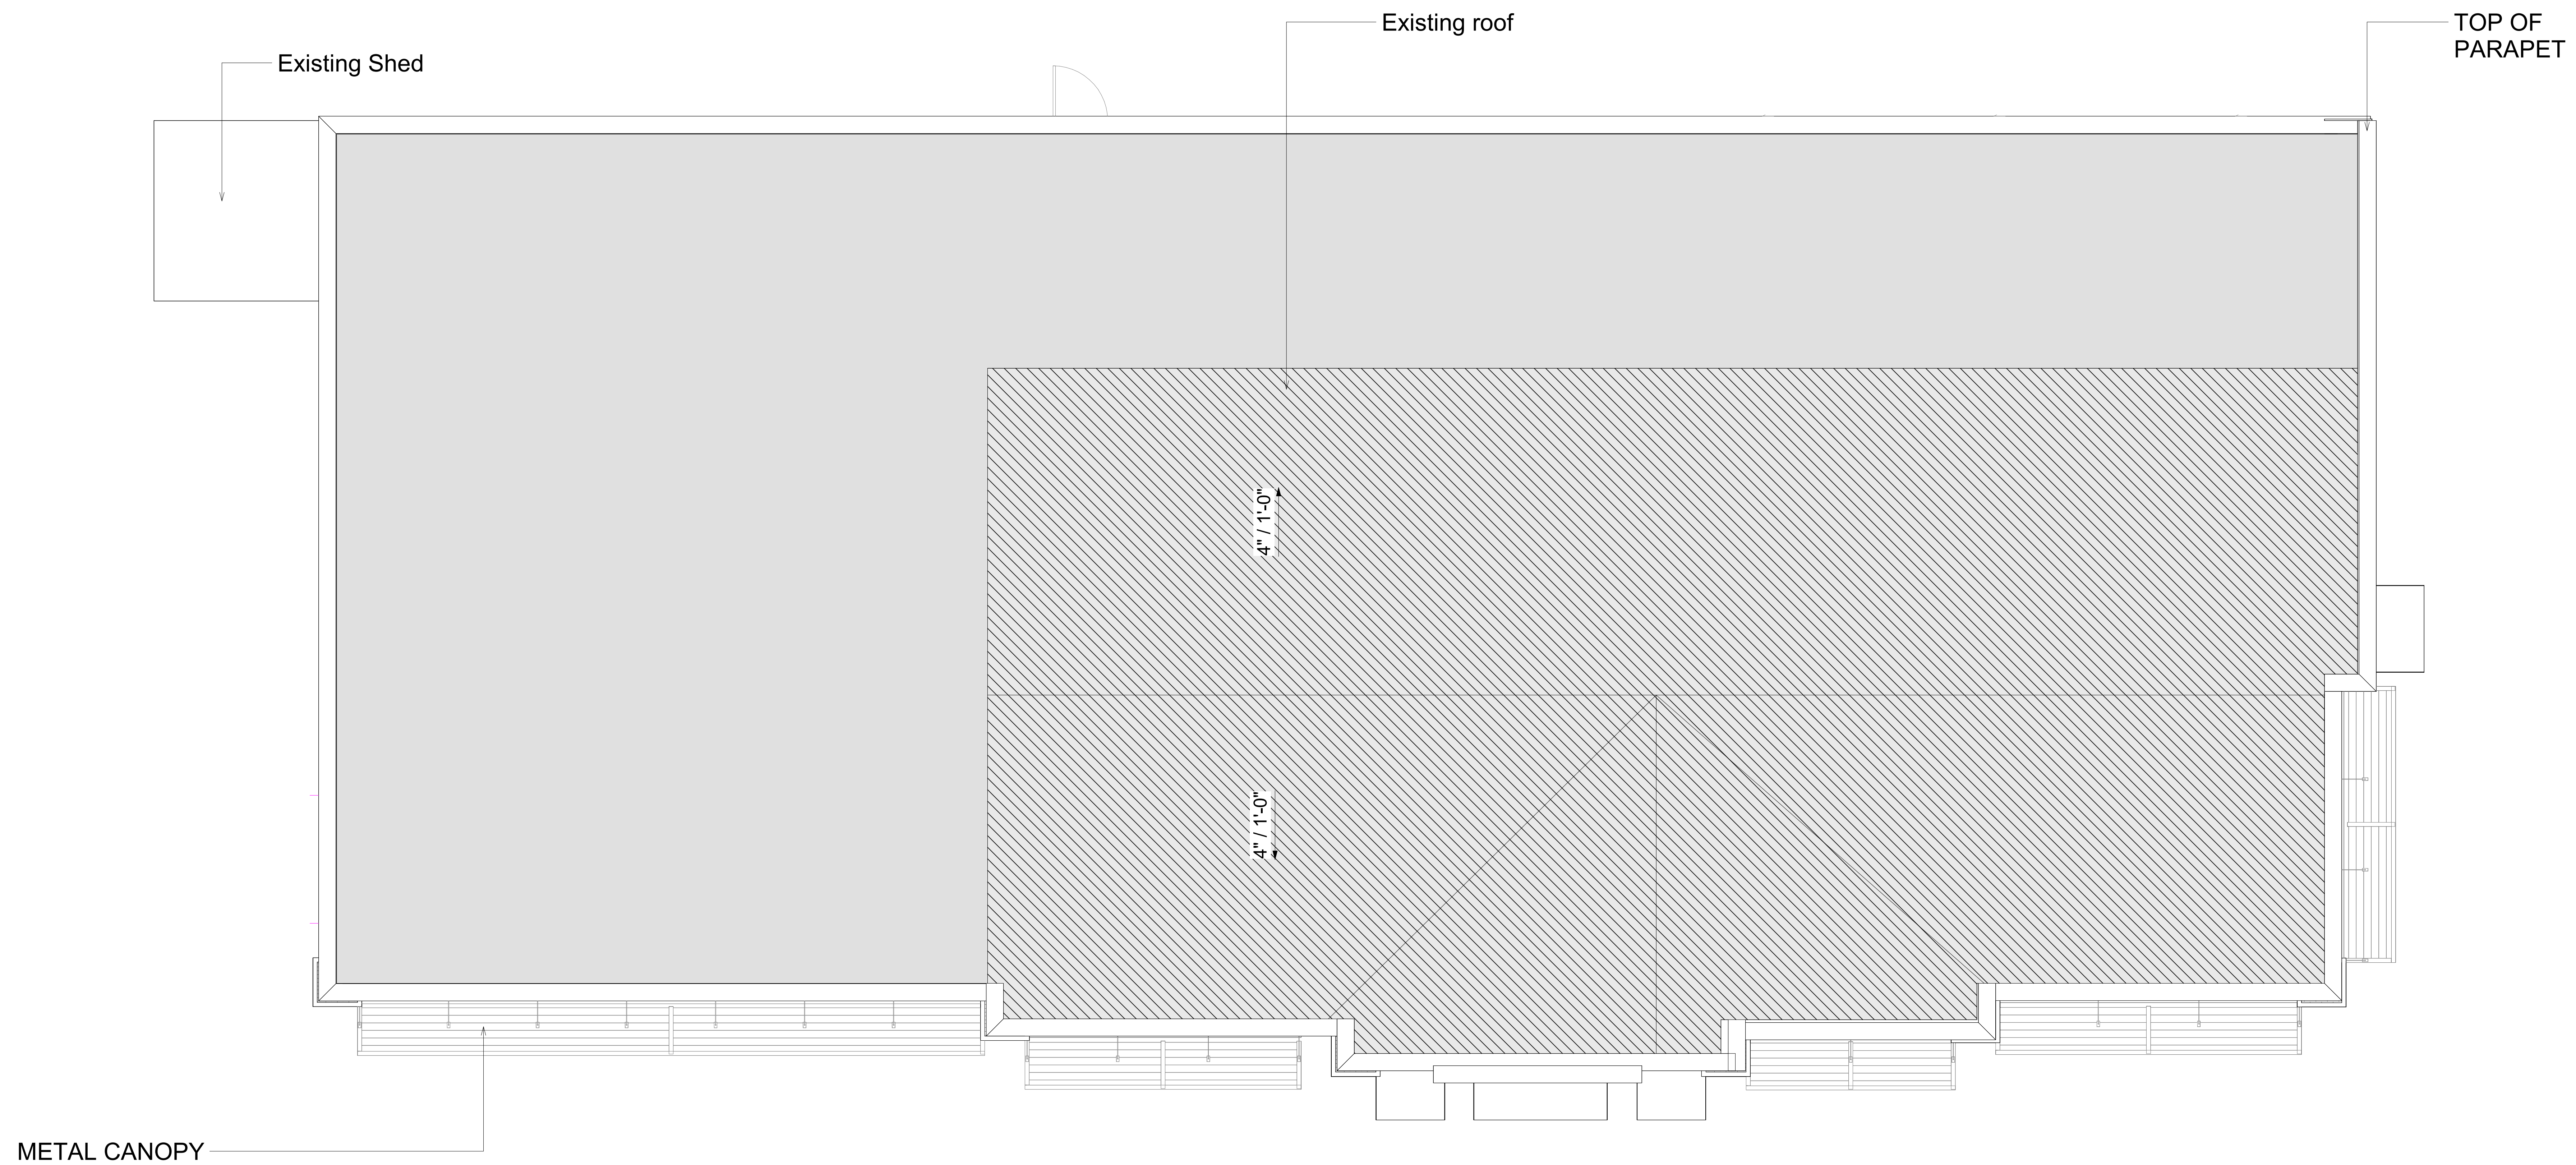 Existing roof
TOP OF
PARAPET
Existing Shed
4" / 1'-0"
4" / 1'-0"
METAL CANOPY